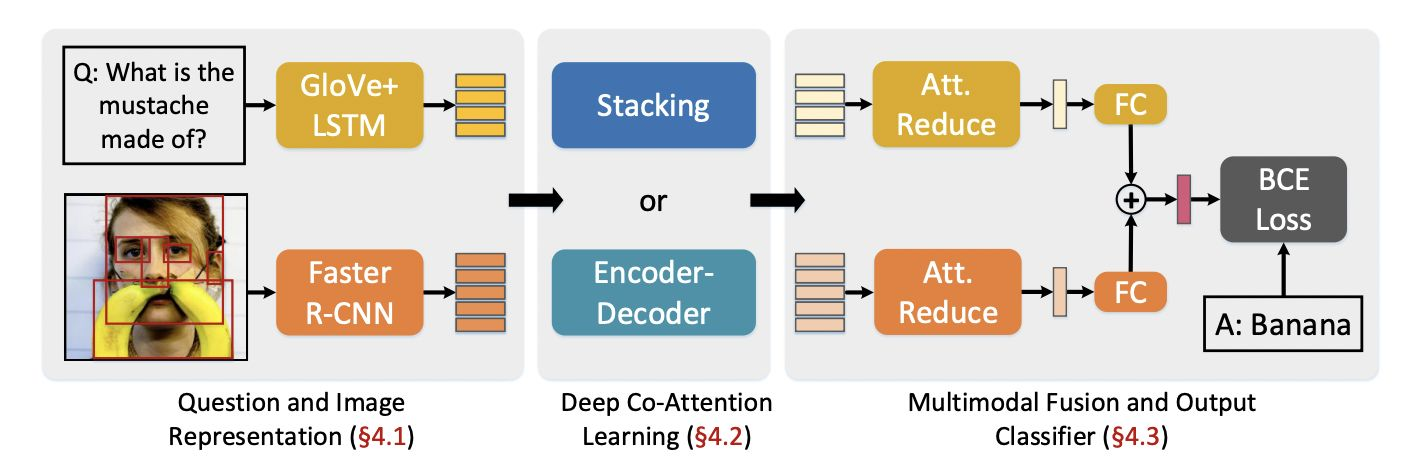 Q: What is the
mustache
made of?
GloVe+
LSTM
Faster
R-CNN
Question and Image
Representation (§4.1)
Stacking
or
Encoder-
Decoder
Deep Co-Attention
Learning (§4.2)
Att.
Reduce
FC
Att.
Reduce
FC
+
BCE
Loss
A: Banana
Multimodal Fusion and Output
Classifier (§4.3)